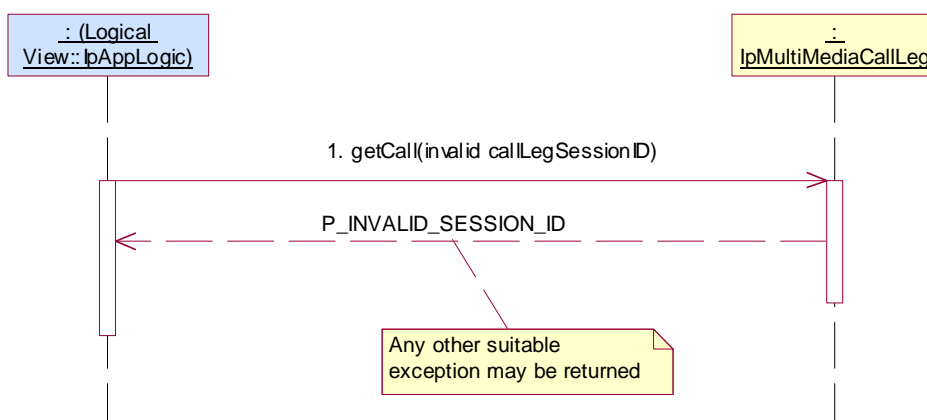 : (Logical
View::IpAppLogic)
:
IpMultiMediaCallLeg
1. getCall(invalid callLegSessionID)
P_INVALID_SESSION_ID
Any other suitable
exception may be returned